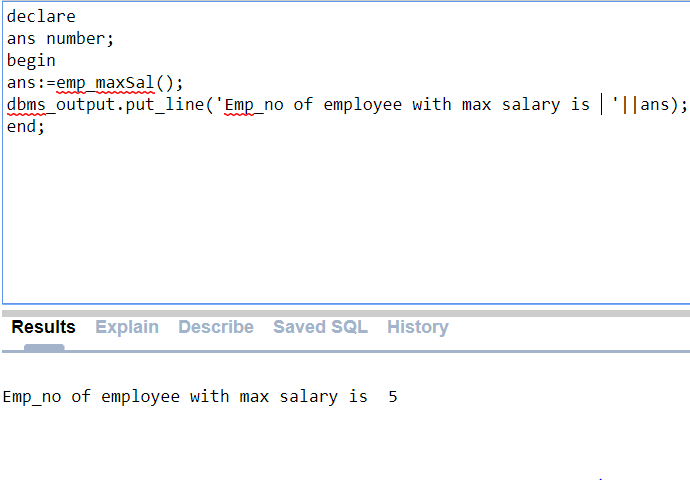 declare
ans number;
begin
ans:=emp_maxSal();
dbms_output.put_line('Emp_no of employee with max salary is  '||ans);
end;
Results Explain Describe Saved SQL History
Emp_no of employee with max salary is  5